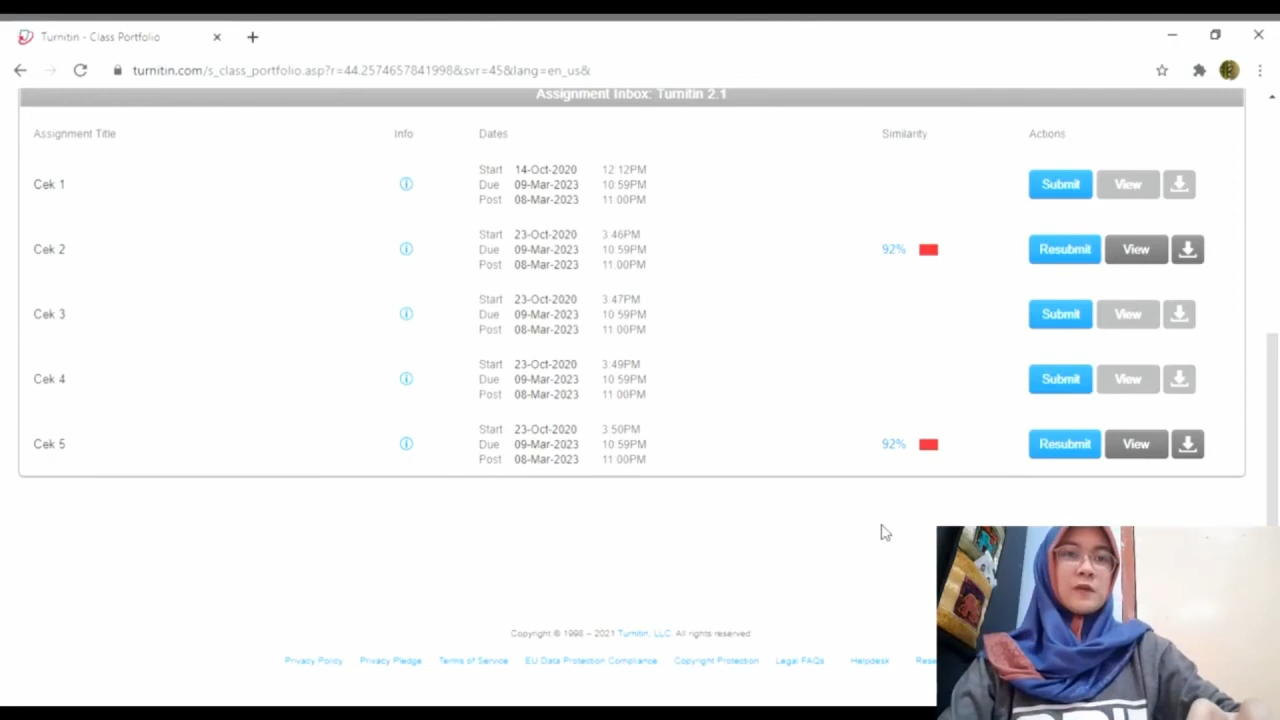 Turnitin - Class Portfolio
turnitin.com/s_class_portfolio.asp?r=44.2574657841998&svr=45&lang=en_us&
Assignment Inbox: Turnitin 2.1
Assignment Title Info Dates Similarity Actions
Start 14-Oct-2020 12:12PM
Cek 1 Due 09-Mar-2023 10:59PM Submit View
Post 08-Mar-2023 11:00PM
Start 23-Oct-2020 3:46PM
Cek 2 Due 09-Mar-2023 10:59PM 92% Resubmit View
Post 08-Mar-2023 11:00PM
Start 23-Oct-2020 3:47PM
Cek 3 Due 09-Mar-2023 10:59PM Submit View
Post 08-Mar-2023 11:00PM
Start 23-Oct-2020 3:49PM
Cek 4 Due 09-Mar-2023 10:59PM Submit View
Post 08-Mar-2023 11:00PM
Start 23-Oct-2020 3:50PM
Cek 5 Due 09-Mar-2023 10:59PM 92% Resubmit View
Post 08-Mar-2023 11:00PM
Copyright © 1998 – 2021 Turnitin, LLC. All rights reserved
Privacy Policy Privacy Pledge Terms of Service EU Data Protection Compliance Copyright Protection Legal FAQs Helpdesk